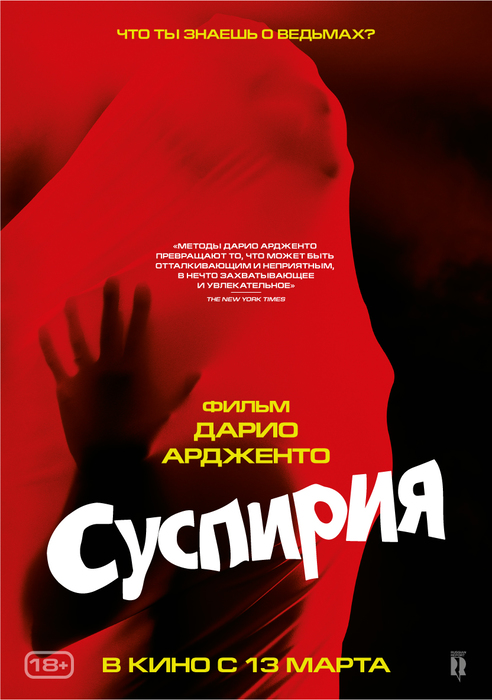 ЧТО ТЫ ЗНАЕШЬ О ВЕДЬМАХ?
«МЕТОДЫ ДАРИО АРДЖЕНТО
ПРЕВРАЩАЮТ ТО, ЧТО МОЖЕТ БЫТЬ
ОТТАЛКИВАЮЩИМ И НЕПРИЯТНЫМ,
В НЕЧТО ЗАХВАТЫВАЮЩЕЕ
И УВЛЕКАТЕЛЬНОЕ»
THE NEW YORK TIMES
ФИЛЬМ
ДАРИО
АРДЖЕНТО
Суспирия
18+
В КИНО С 13 МАРТА